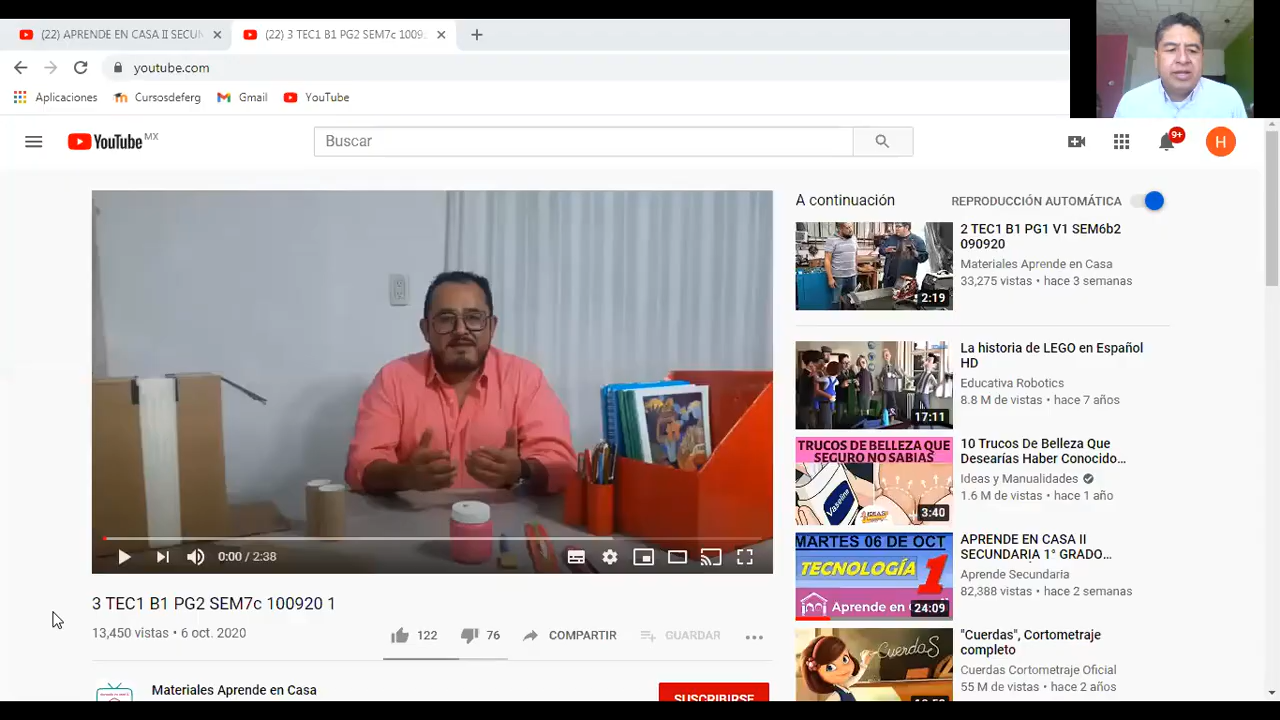 (22) APRENDE EN CASA II SECUN
(22) 3 TEC1 B1 PG2 SEM7c 1009
youtube.com
Aplicaciones
Cursosdeferg
Gmail
YouTube
YouTube MX
Buscar
9+
H
A continuación
REPRODUCCIÓN AUTOMÁTICA
2 TEC1 B1 PG1 V1 SEM6b2
090920
Materiales Aprende en Casa
33,275 vistas • hace 3 semanas
2:19
La historia de LEGO en Español
HD
Educativa Robotics
8.8 M de vistas • hace 7 años
17:11
TRUCOS DE BELLEZA QUE
SEGURO NO SABIAS
Vaseline
IDEAS
3:40
10 Trucos De Belleza Que
Desearías Haber Conocido...
Ideas y Manualidades
1.6 M de vistas • hace 1 año
MARTES 06 DE OCT
TECNOLOGÍA 1
Aprende en
24:09
APRENDE EN CASA II
SECUNDARIA 1° GRADO...
Aprende Secundaria
82,388 vistas • hace 2 semanas
Cuerdas
"Cuerdas", Cortometraje
completo
Cuerdas Cortometraje Oficial
55 M de vistas • hace 2 años
0:00 / 2:38
3 TEC1 B1 PG2 SEM7c 100920 1
13,450 vistas • 6 oct. 2020
122
76
COMPARTIR
GUARDAR
Materiales Aprende en Casa
SUSCRIBIRSE